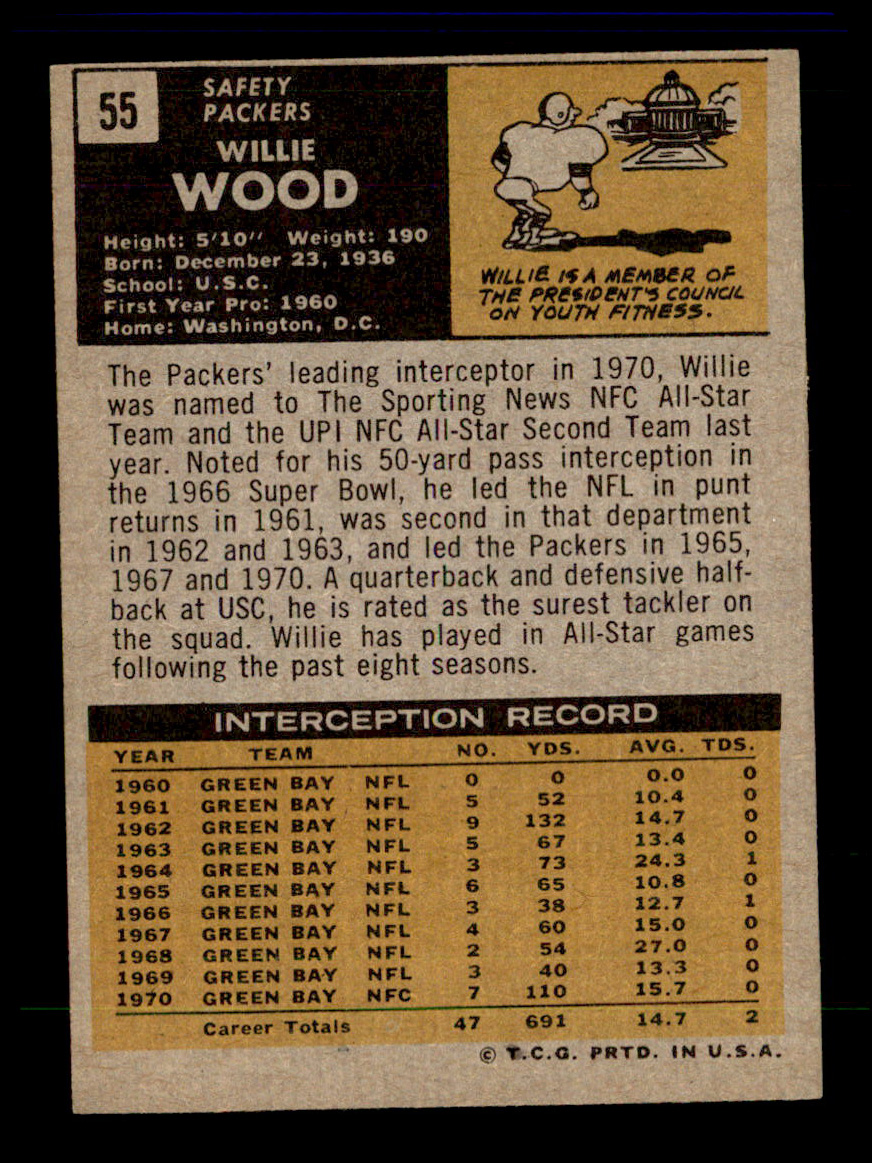 55
SAFETY
PACKERS
WILLIE
WOOD
Height: 5'10" Weight: 190
Born: December 23, 1936
School: U.S.C.
First Year Pro: 1960
Home: Washington, D.C.
WILLIE IS A MEMBER OF
THE PRESIDENT'S COUNCIL
ON YOUTH FITNESS.
The Packers' leading interceptor in 1970, Willie
was named to The Sporting News NFC All-Star
Team and the UPI NFC All-Star Second Team last
year. Noted for his 50-yard pass interception in
the 1966 Super Bowl, he led the NFL in punt
returns in 1961, was second in that department
in 1962 and 1963, and led the Packers in 1965,
1967 and 1970. A quarterback and defensive half-
back at USC, he is rated as the surest tackler on
the squad. Willie has played in All-Star games
following the past eight seasons.
INTERCEPTION RECORD
YEAR TEAM NO. YDS. AVG. TDS.
1960 GREEN BAY NFL 0 0 0.0 0
1961 GREEN BAY NFL 5 52 10.4 0
1962 GREEN BAY NFL 9 132 14.7 0
1963 GREEN BAY NFL 5 67 13.4 0
1964 GREEN BAY NFL 3 73 24.3 1
1965 GREEN BAY NFL 6 65 10.8 0
1966 GREEN BAY NFL 3 38 12.7 1
1967 GREEN BAY NFL 4 60 15.0 0
1968 GREEN BAY NFL 2 54 27.0 0
1969 GREEN BAY NFL 3 40 13.3 0
1970 GREEN BAY NFC 7 110 15.7 0
Career Totals 47 691 14.7 2
© T.C.G. PRTD. IN U.S.A.